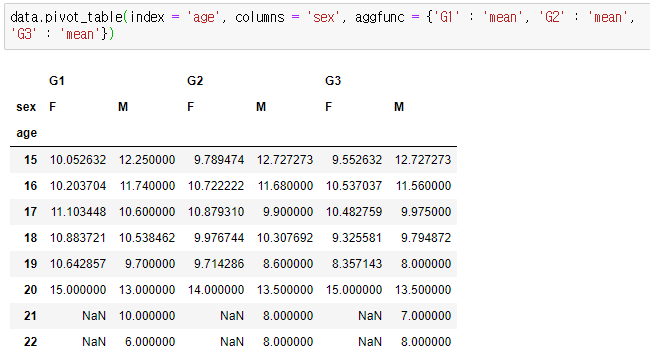 data.pivot_table(index = 'age', columns = 'sex', aggfunc = {'G1' : 'mean', 'G2' : 'mean',
'G3' : 'mean'})
G1 G2 G3
sex F M F M F M
age
15 10.052632 12.250000 9.789474 12.727273 9.552632 12.727273
16 10.203704 11.740000 10.722222 11.680000 10.537037 11.560000
17 11.103448 10.600000 10.879310 9.900000 10.482759 9.975000
18 10.883721 10.538462 9.976744 10.307692 9.325581 9.794872
19 10.642857 9.700000 9.714286 8.600000 8.357143 8.000000
20 15.000000 13.000000 14.000000 13.500000 15.000000 13.500000
21 NaN 10.000000 NaN 8.000000 NaN 7.000000
22 NaN 6.000000 NaN 8.000000 NaN 8.000000